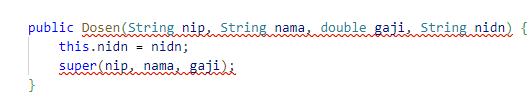 public Dosen(String nip, String nama, double gaji, String nidn) {
this.nidn = nidn;
super(nip, nama, gaji);
}